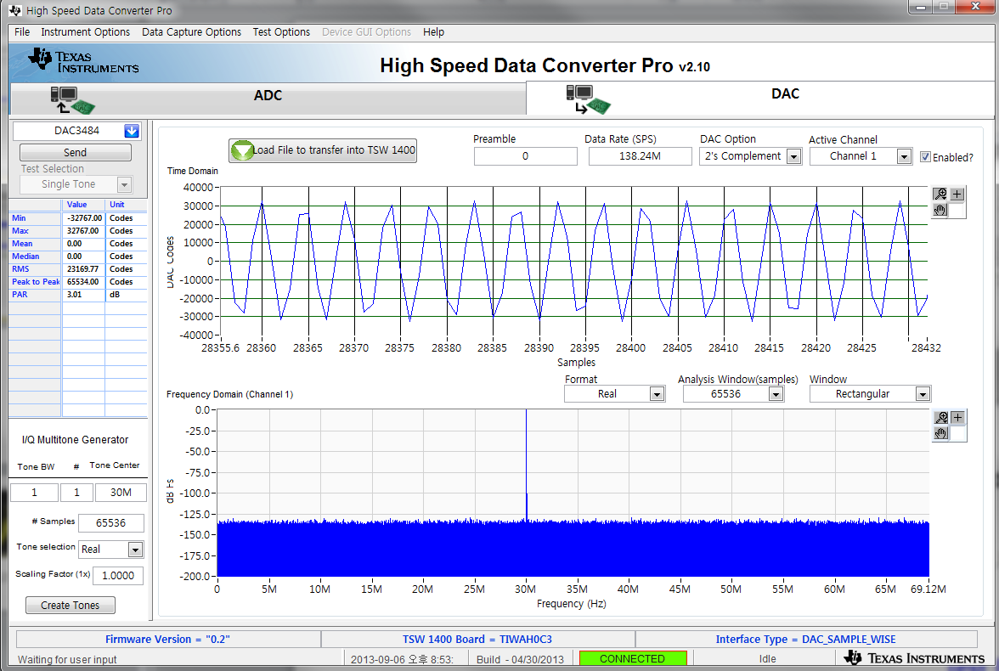 High Speed Data Converter Pro
File Instrument Options Data Capture Options Test Options Device GUI Options Help
TEXAS INSTRUMENTS
High Speed Data Converter Pro v2.10
ADC
DAC
DAC3484
Send
Test Selection
Single Tone
Value Unit
Min -32767.00 Codes
Max 32767.00 Codes
Mean 0.00 Codes
Median 0.00 Codes
RMS 23169.77 Codes
Peak to Peak 65534.00 Codes
PAR 3.01 dB
I/Q Multitone Generator
Tone BW # Tone Center
1 1 30M
# Samples 65536
Tone selection Real
Scaling Factor (1x) 1.0000
Create Tones
Load File to transfer into TSW 1400
Preamble
0
Data Rate (SPS)
138.24M
DAC Option
2's Complement
Active Channel
Channel 1
Enabled?
Time Domain
DAC Codes
40000
30000
20000
10000
0
-10000
-20000
-30000
-40000
28355.6 28360 28365 28370 28375 28380 28385 28390 28395 28400 28405 28410 28415 28420 28425 28432
Samples
Format
Real
Analysis Window(samples)
65536
Window
Rectangular
Frequency Domain (Channel 1)
dB Fs
0.0
-25.0
-50.0
-75.0
-100.0
-125.0
-150.0
-175.0
-200.0
0 5M 10M 15M 20M 25M 30M 35M 40M 45M 50M 55M 60M 65M 69.12M
Frequency (Hz)
Firmware Version = "0.2" TSW 1400 Board = TIWAH0C3 Interface Type = DAC_SAMPLE_WISE
Waiting for user input 2013-09-06 오후 8:53: Build - 04/30/2013 CONNECTED Idle TEXAS INSTRUMENTS